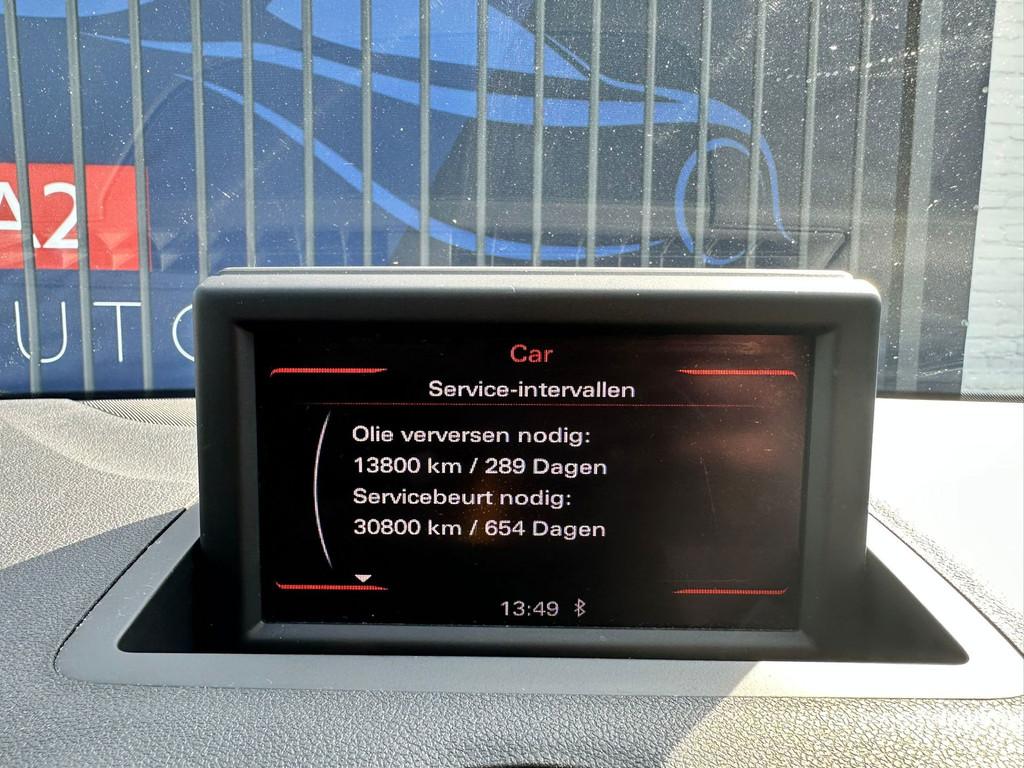 A2
UTO
Car
Service-intervallen
Olie verversen nodig:
13800 km / 289 Dagen
Servicebeurt nodig:
30800 km / 654 Dagen
13:49